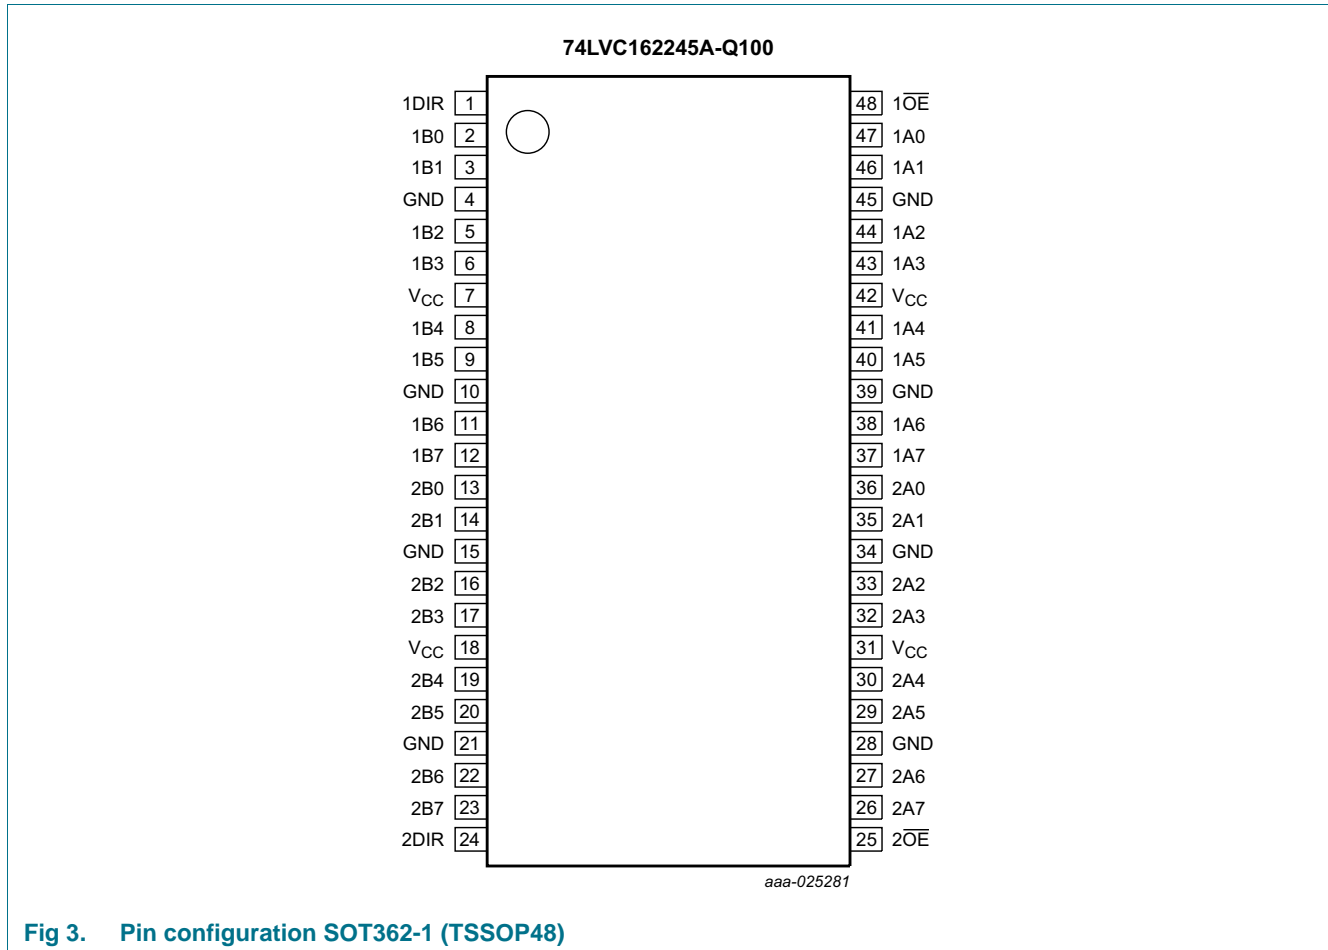 74LVC162245A-Q100
1DIR 1 48 1O̅E̅
1B0 2 47 1A0
1B1 3 46 1A1
GND 4 45 GND
1B2 5 44 1A2
1B3 6 43 1A3
VCC 7 42 VCC
1B4 8 41 1A4
1B5 9 40 1A5
GND 10 39 GND
1B6 11 38 1A6
1B7 12 37 1A7
2B0 13 36 2A0
2B1 14 35 2A1
GND 15 34 GND
2B2 16 33 2A2
2B3 17 32 2A3
VCC 18 31 VCC
2B4 19 30 2A4
2B5 20 29 2A5
GND 21 28 GND
2B6 22 27 2A6
2B7 23 26 2A7
2DIR 24 25 2O̅E̅
aaa-025281
Fig 3. Pin configuration SOT362-1 (TSSOP48)